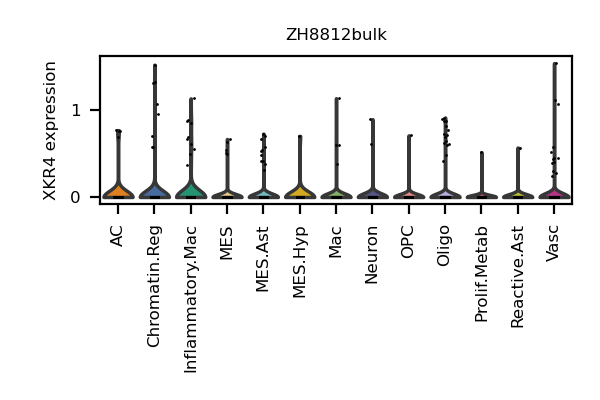 ZH8812bulk
XKR4 expression
1
0
AC
Chromatin.Reg
Inflammatory.Mac
MES
MES.Ast
MES.Hyp
Mac
Neuron
OPC
Oligo
Prolif.Metab
Reactive.Ast
Vasc